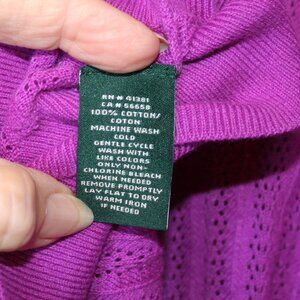 RN # 41381
CA # 56658
100% COTTON/
COTON
MACHINE WASH
COLD
GENTLE CYCLE
WASH WITH
LIKE COLORS
ONLY NON-
CHLORINE BLEACH
WHEN NEEDED
REMOVE PROMPTLY
LAY FLAT TO DRY
WARM IRON
IF NEEDED